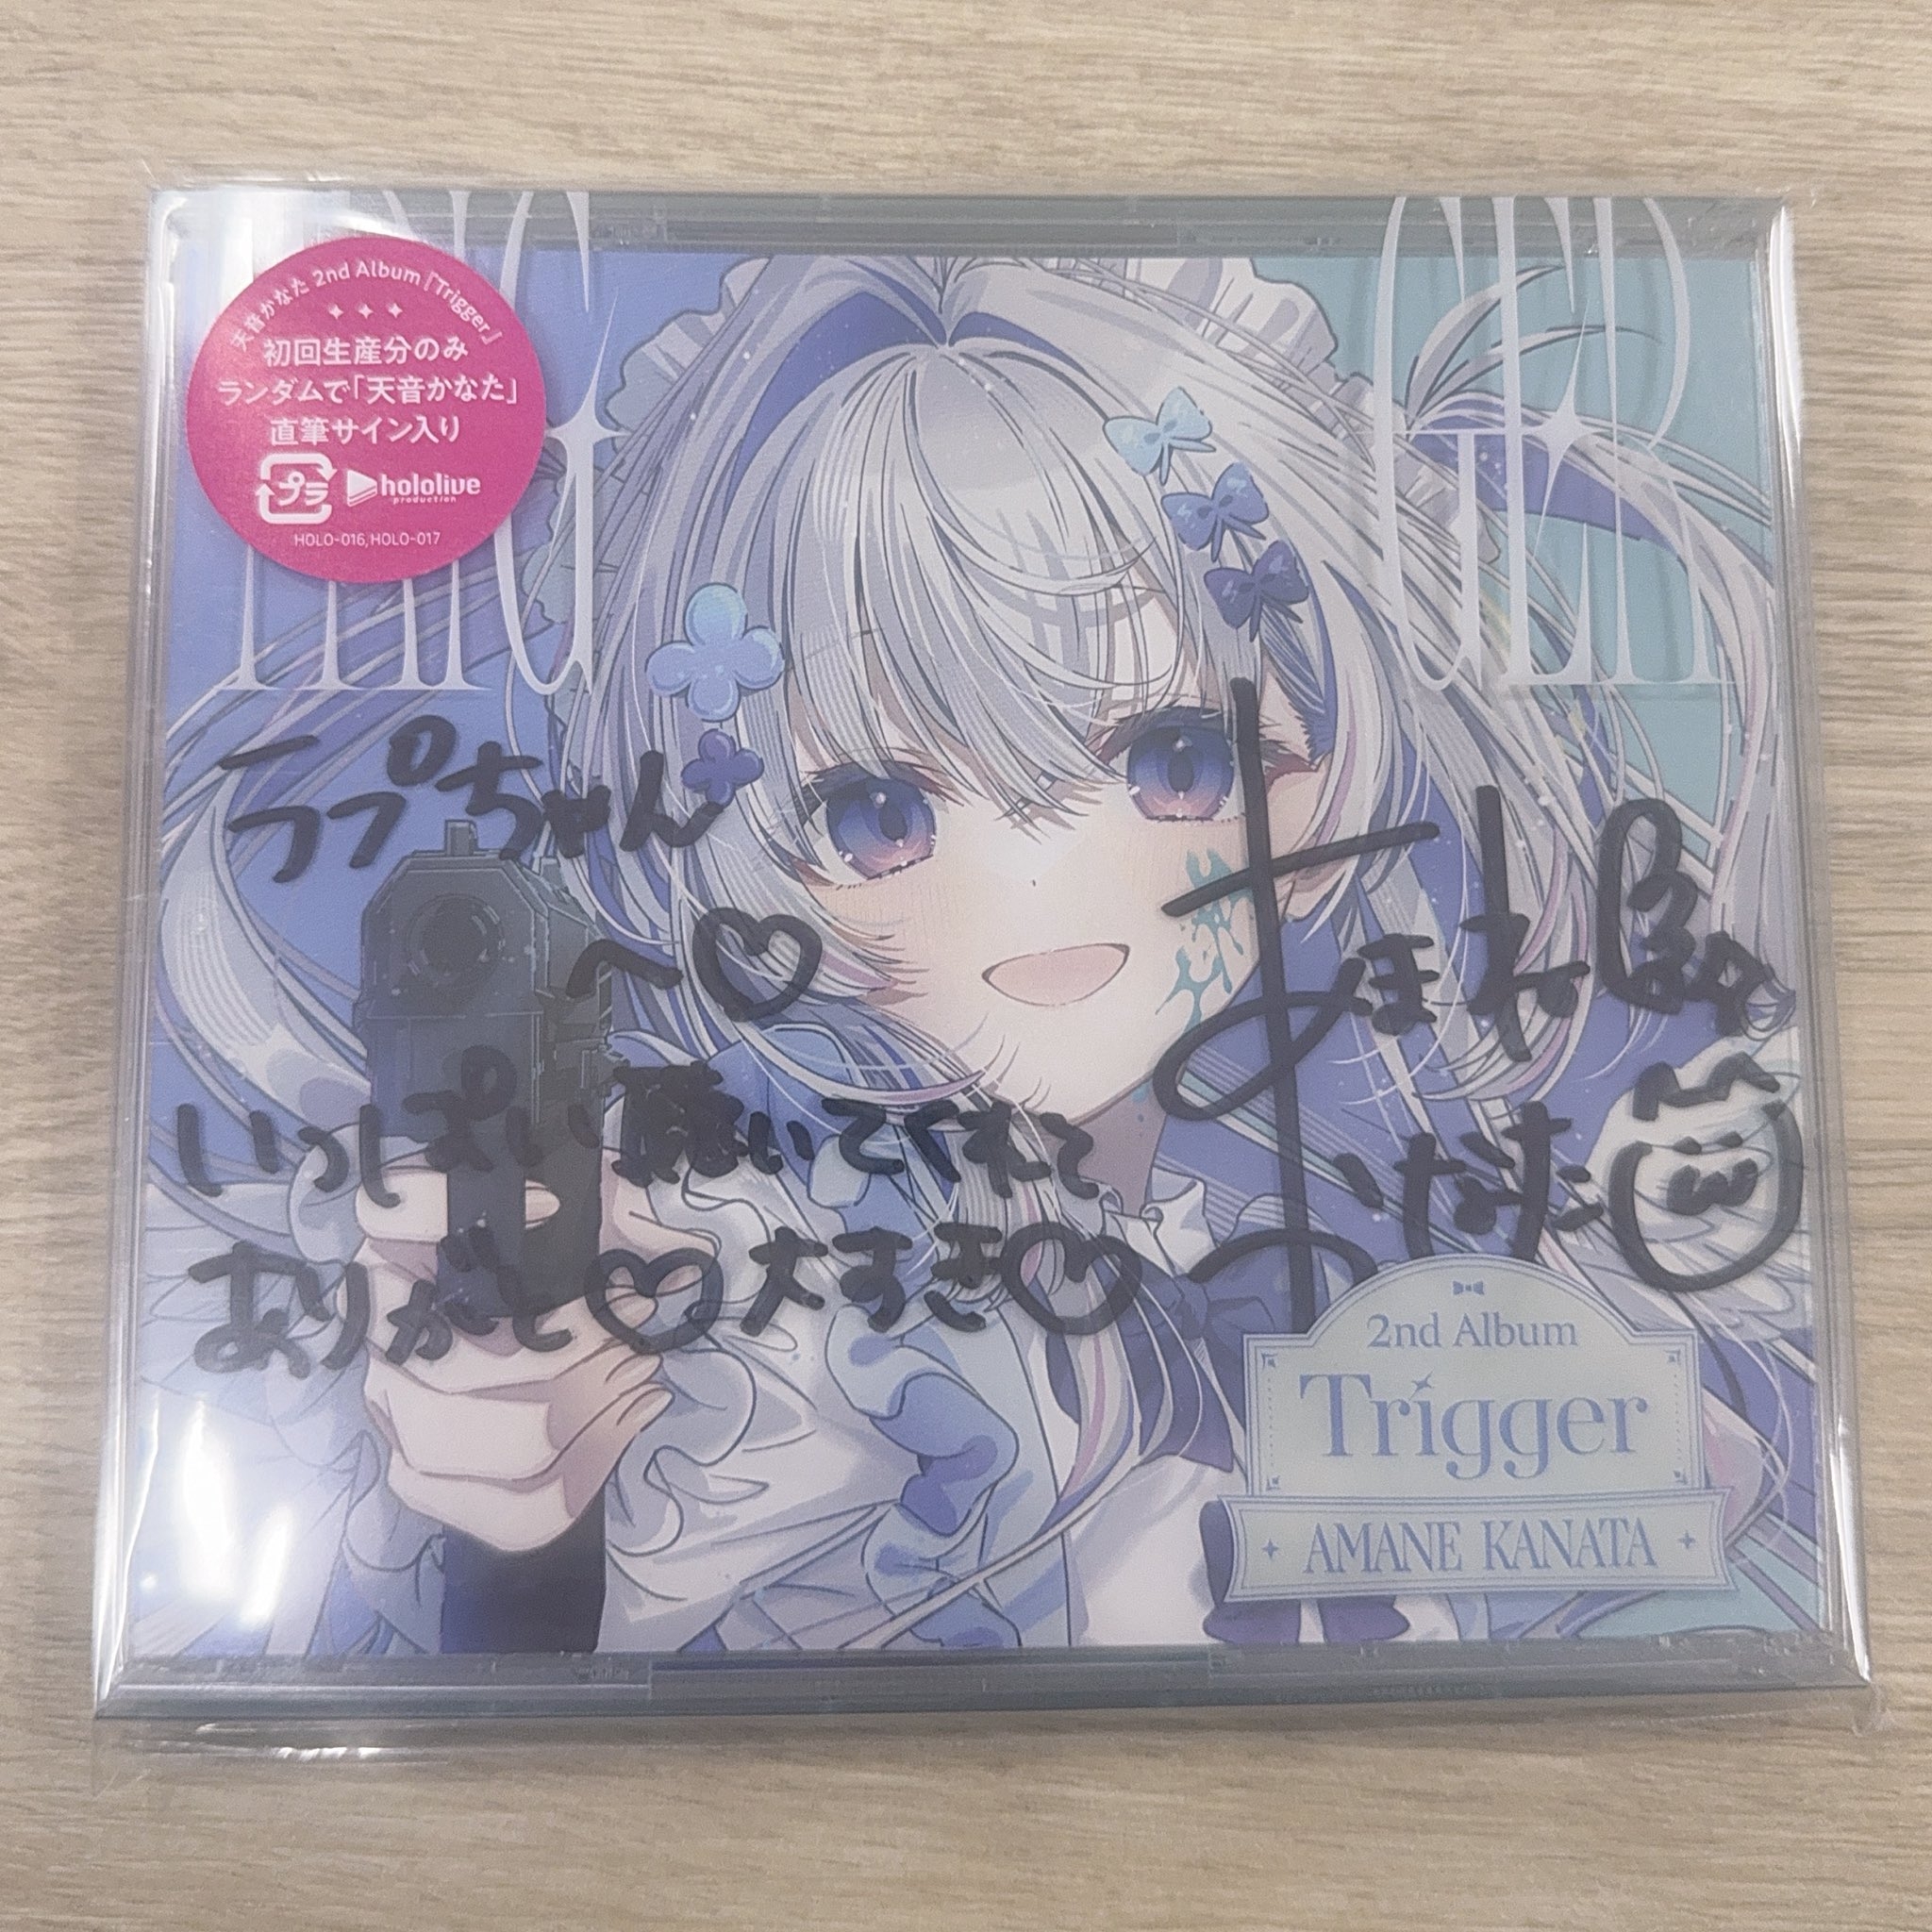 TRIG GER
天音かなた 2nd Album『Trigger』
初回生産分のみ
ランダムで「天音かなた」
直筆サイン入り
プラ hololive
production
HOLO-016,HOLO-017
ラプちゃん
へ♡
いっぱい聴いてくれて
ありがと♡大すき♡
あまね
かなた
2nd Album
Trigger
AMANE KANATA